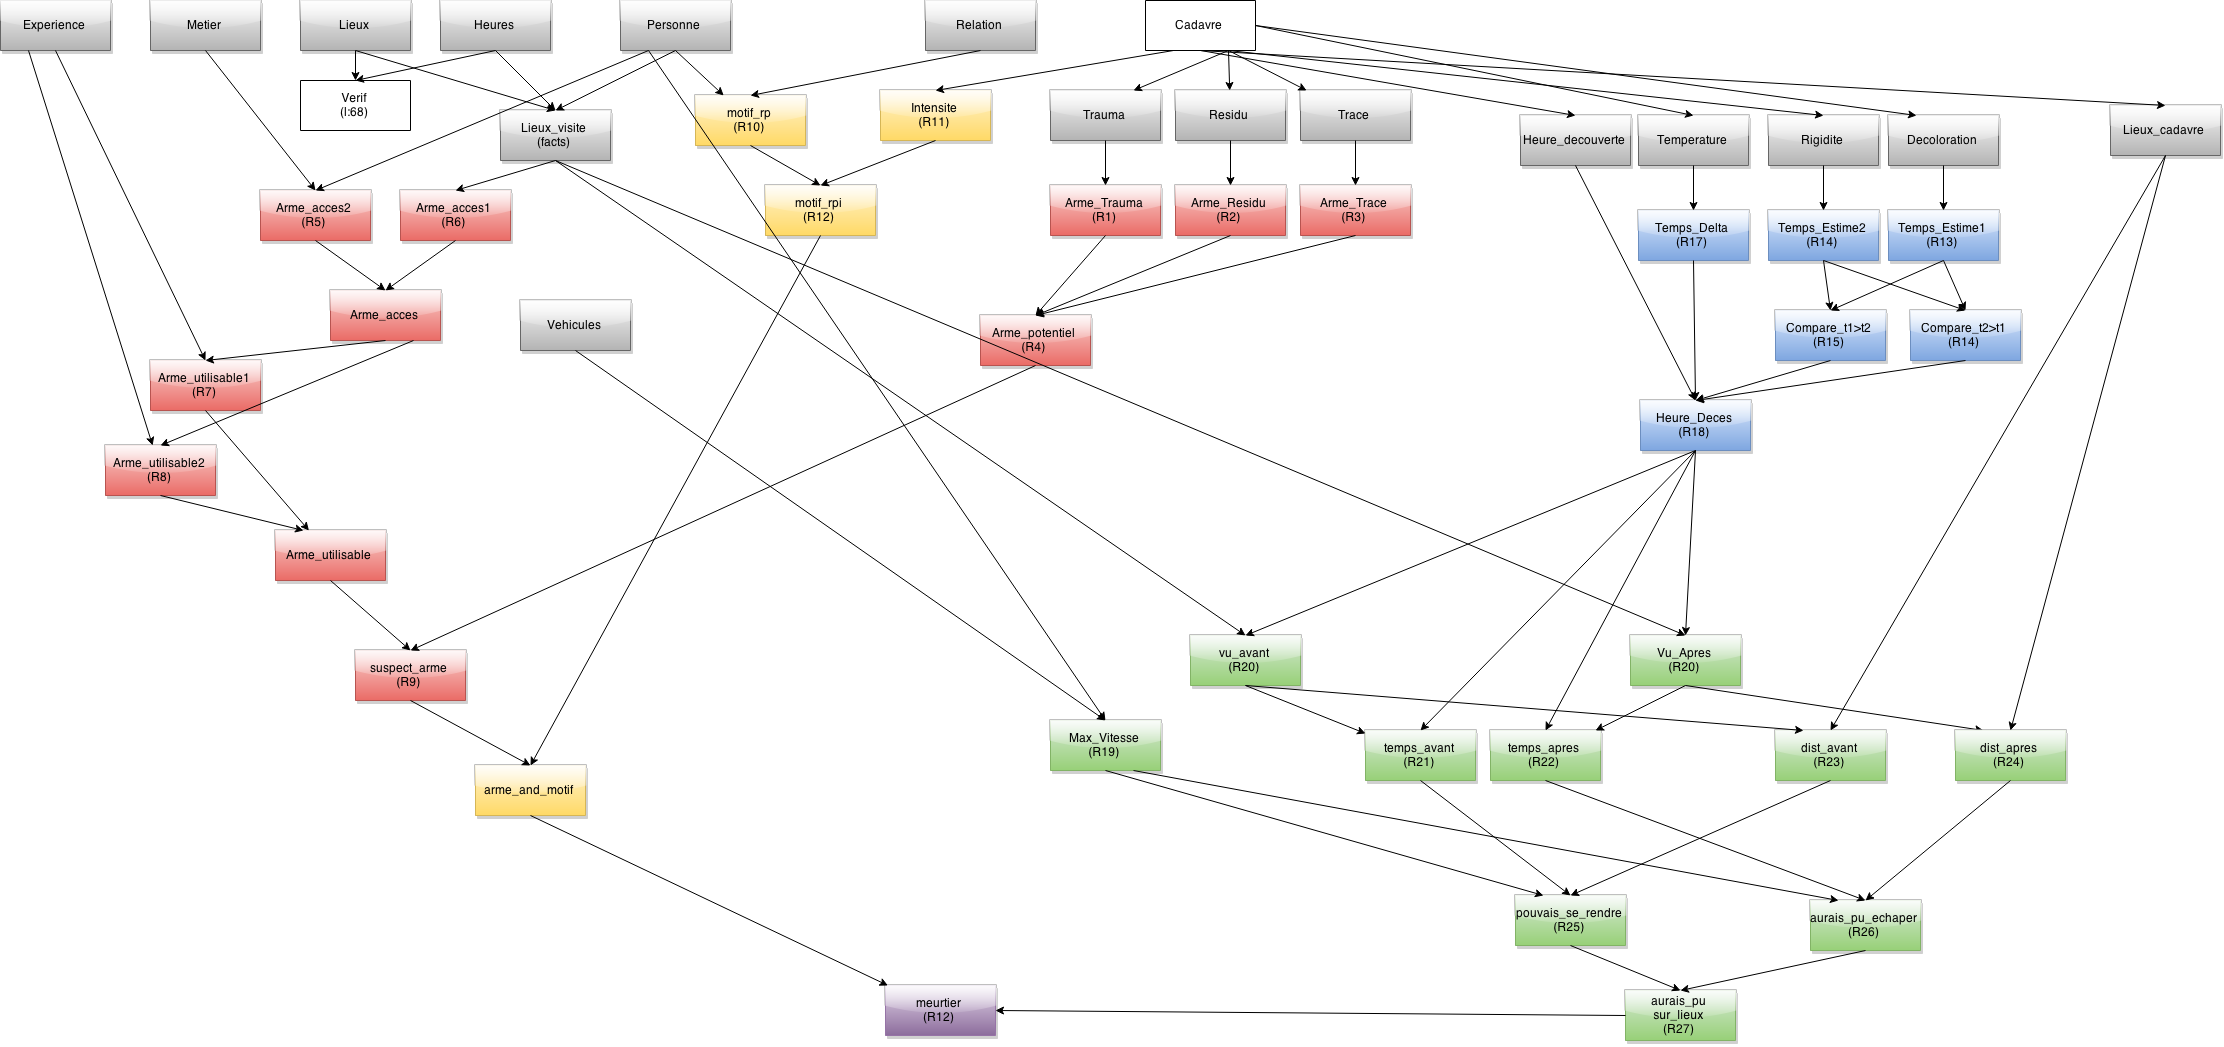 Experience
Metier
Lieux
Heures
Personne
Relation
Cadavre
Verif
(l:68)
Lieux_visite
(facts)
motif_rp
(R10)
Intensite
(R11)
Trauma
Residu
Trace
Heure_decouverte
Temperature
Rigidite
Decoloration
Lieux_cadavre
Arme_acces2
(R5)
Arme_acces1
(R6)
motif_rpi
(R12)
Arme_Trauma
(R1)
Arme_Residu
(R2)
Arme_Trace
(R3)
Temps_Delta
(R17)
Temps_Estime2
(R14)
Temps_Estime1
(R13)
Arme_acces
Vehicules
Arme_potentiel
(R4)
Compare_t1>t2
(R15)
Compare_t2>t1
(R14)
Arme_utilisable1
(R7)
Heure_Deces
(R18)
Arme_utilisable2
(R8)
Arme_utilisable
suspect_arme
(R9)
vu_avant
(R20)
Vu_Apres
(R20)
Max_Vitesse
(R19)
temps_avant
(R21)
temps_apres
(R22)
dist_avant
(R23)
dist_apres
(R24)
arme_and_motif
pouvais_se_rendre
(R25)
aurais_pu_echaper
(R26)
meurtier
(R12)
aurais_pu
sur_lieux
(R27)